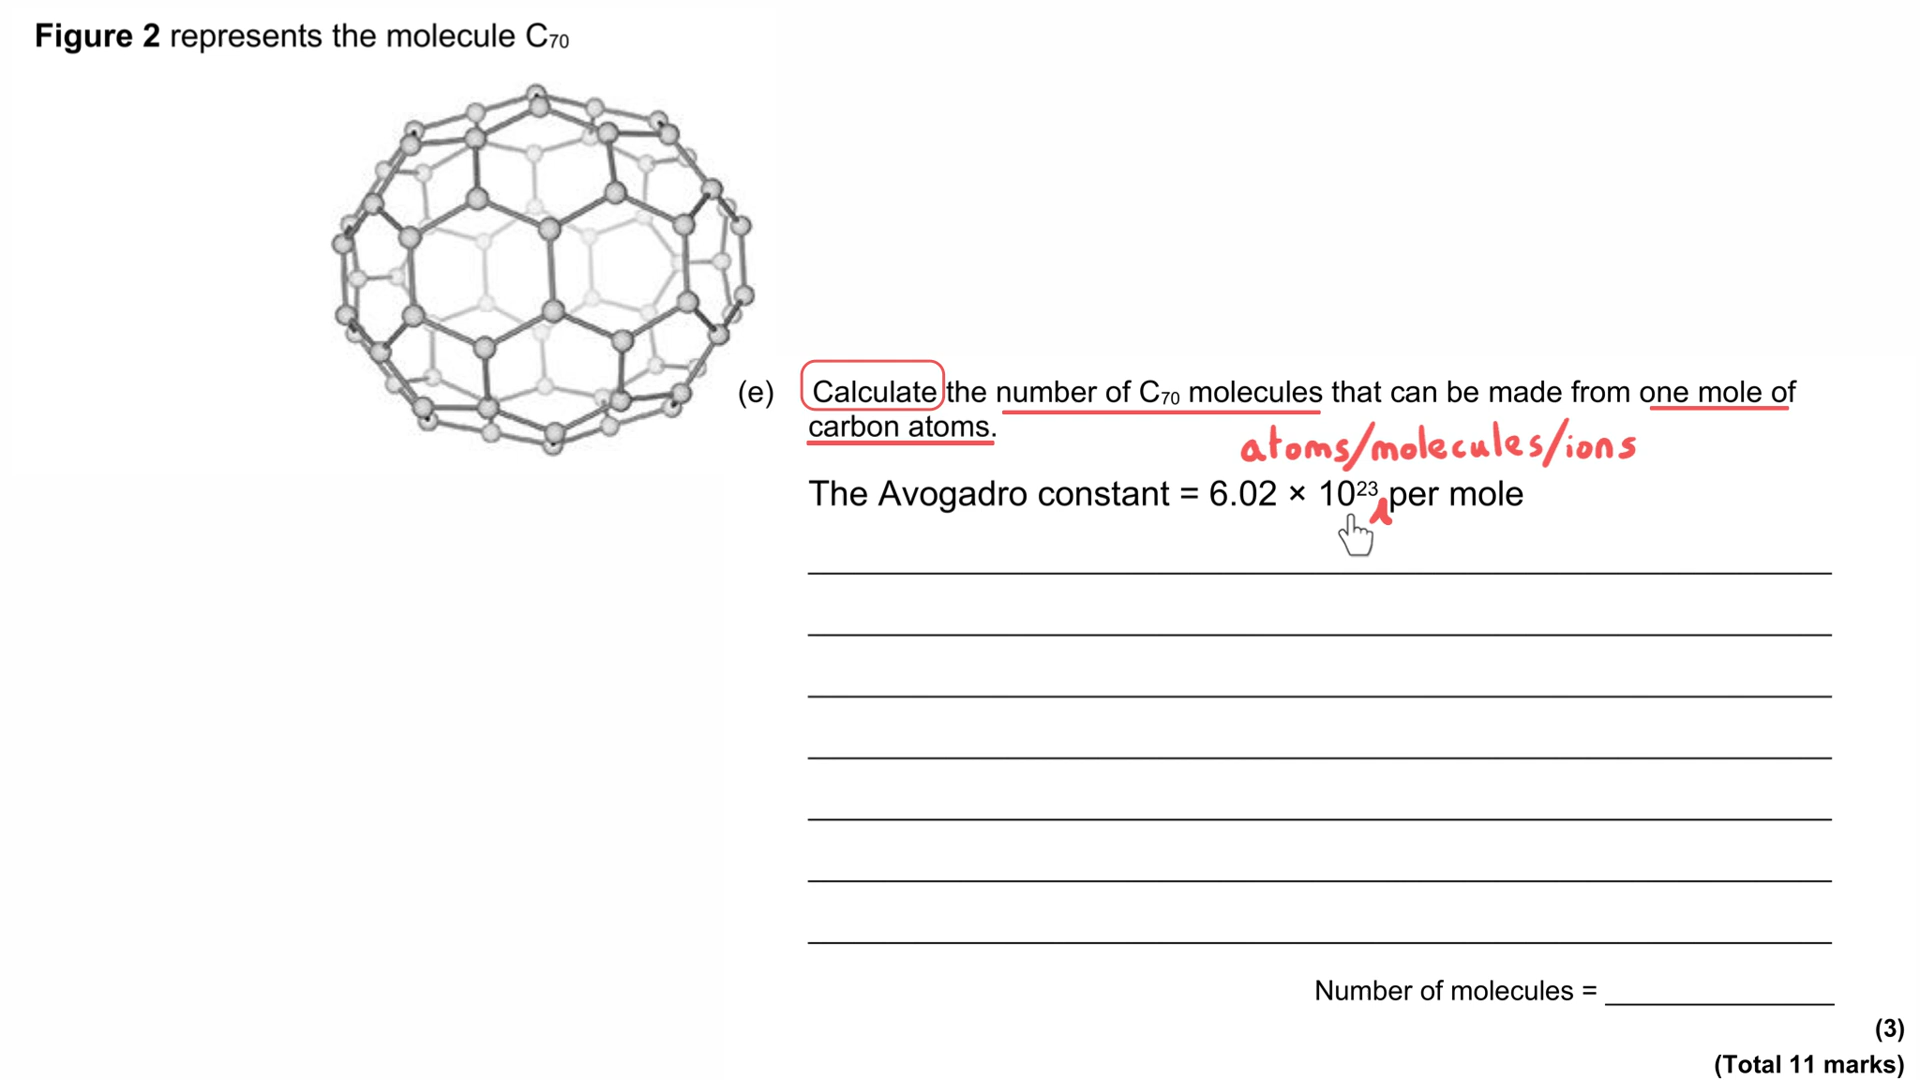 Figure 2 represents the molecule C₇₀
(e) Calculate the number of C₇₀ molecules that can be made from one mole of
carbon atoms.
atoms/molecules/ions
The Avogadro constant = 6.02 × 10²³ per mole
Number of molecules =
(3)
(Total 11 marks)